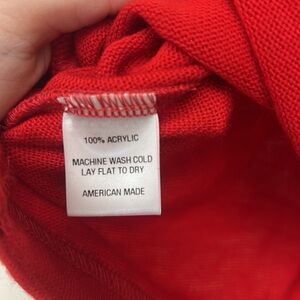 100% ACRYLIC
MACHINE WASH COLD
LAY FLAT TO DRY
AMERICAN MADE